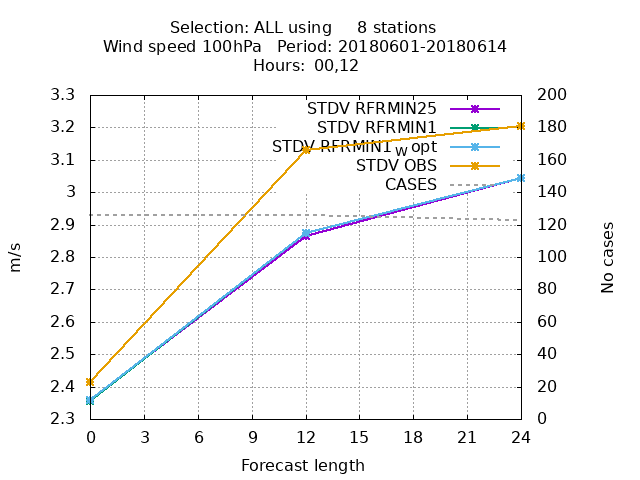 Selection: ALL using     8 stations
Wind speed 100hPa   Period: 20180601-20180614
Hours:  00,12
3.3
3.2
3.1
3
2.9
2.8
2.7
2.6
2.5
2.4
2.3
m/s
STDV RFRMIN25
STDV RFRMIN1
STDV RFRMIN1wopt
STDV OBS
CASES
200
180
160
140
120
100
80
60
40
20
0
No cases
0 3 6 9 12 15 18 21 24
Forecast length